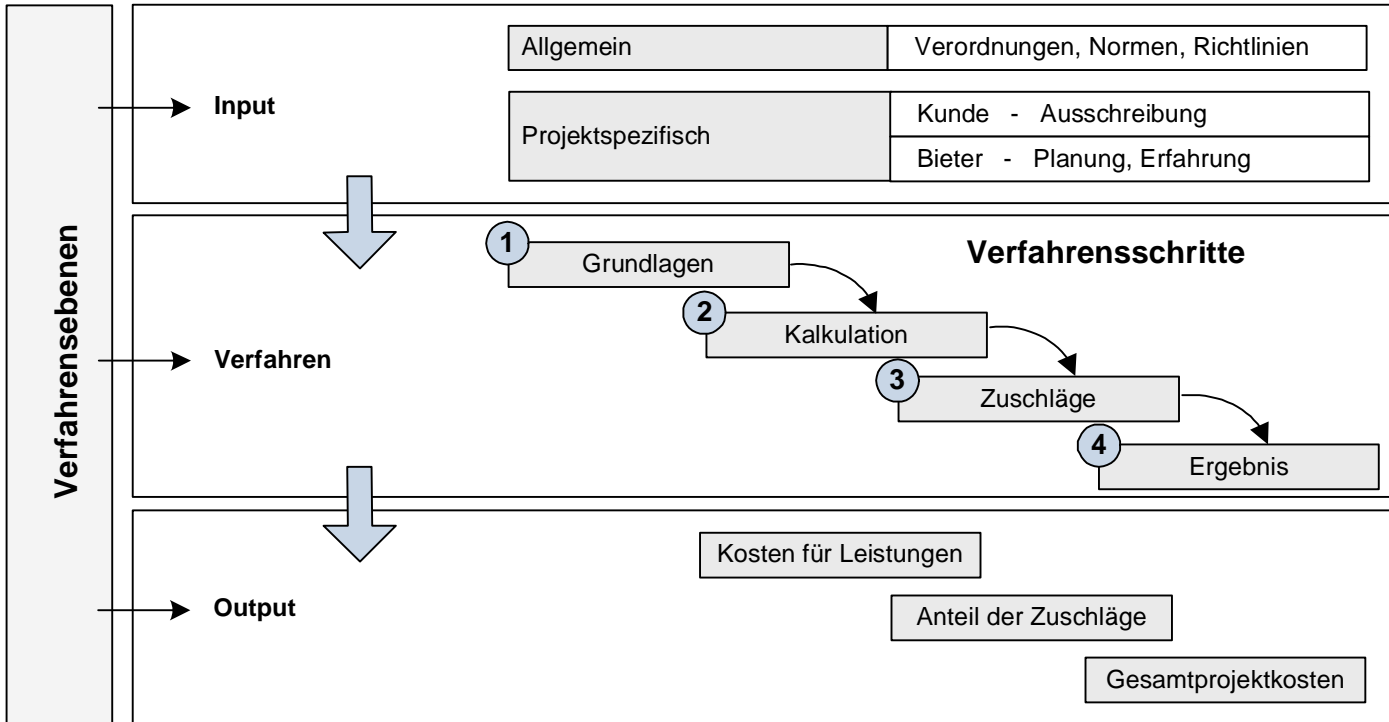 Verfahrensebenen
Input
Allgemein
Verordnungen, Normen, Richtlinien
Projektspezifisch
Kunde - Ausschreibung
Bieter - Planung, Erfahrung
Verfahren
Verfahrensschritte
1
Grundlagen
2
Kalkulation
3
Zuschläge
4
Ergebnis
Output
Kosten für Leistungen
Anteil der Zuschläge
Gesamtprojektkosten